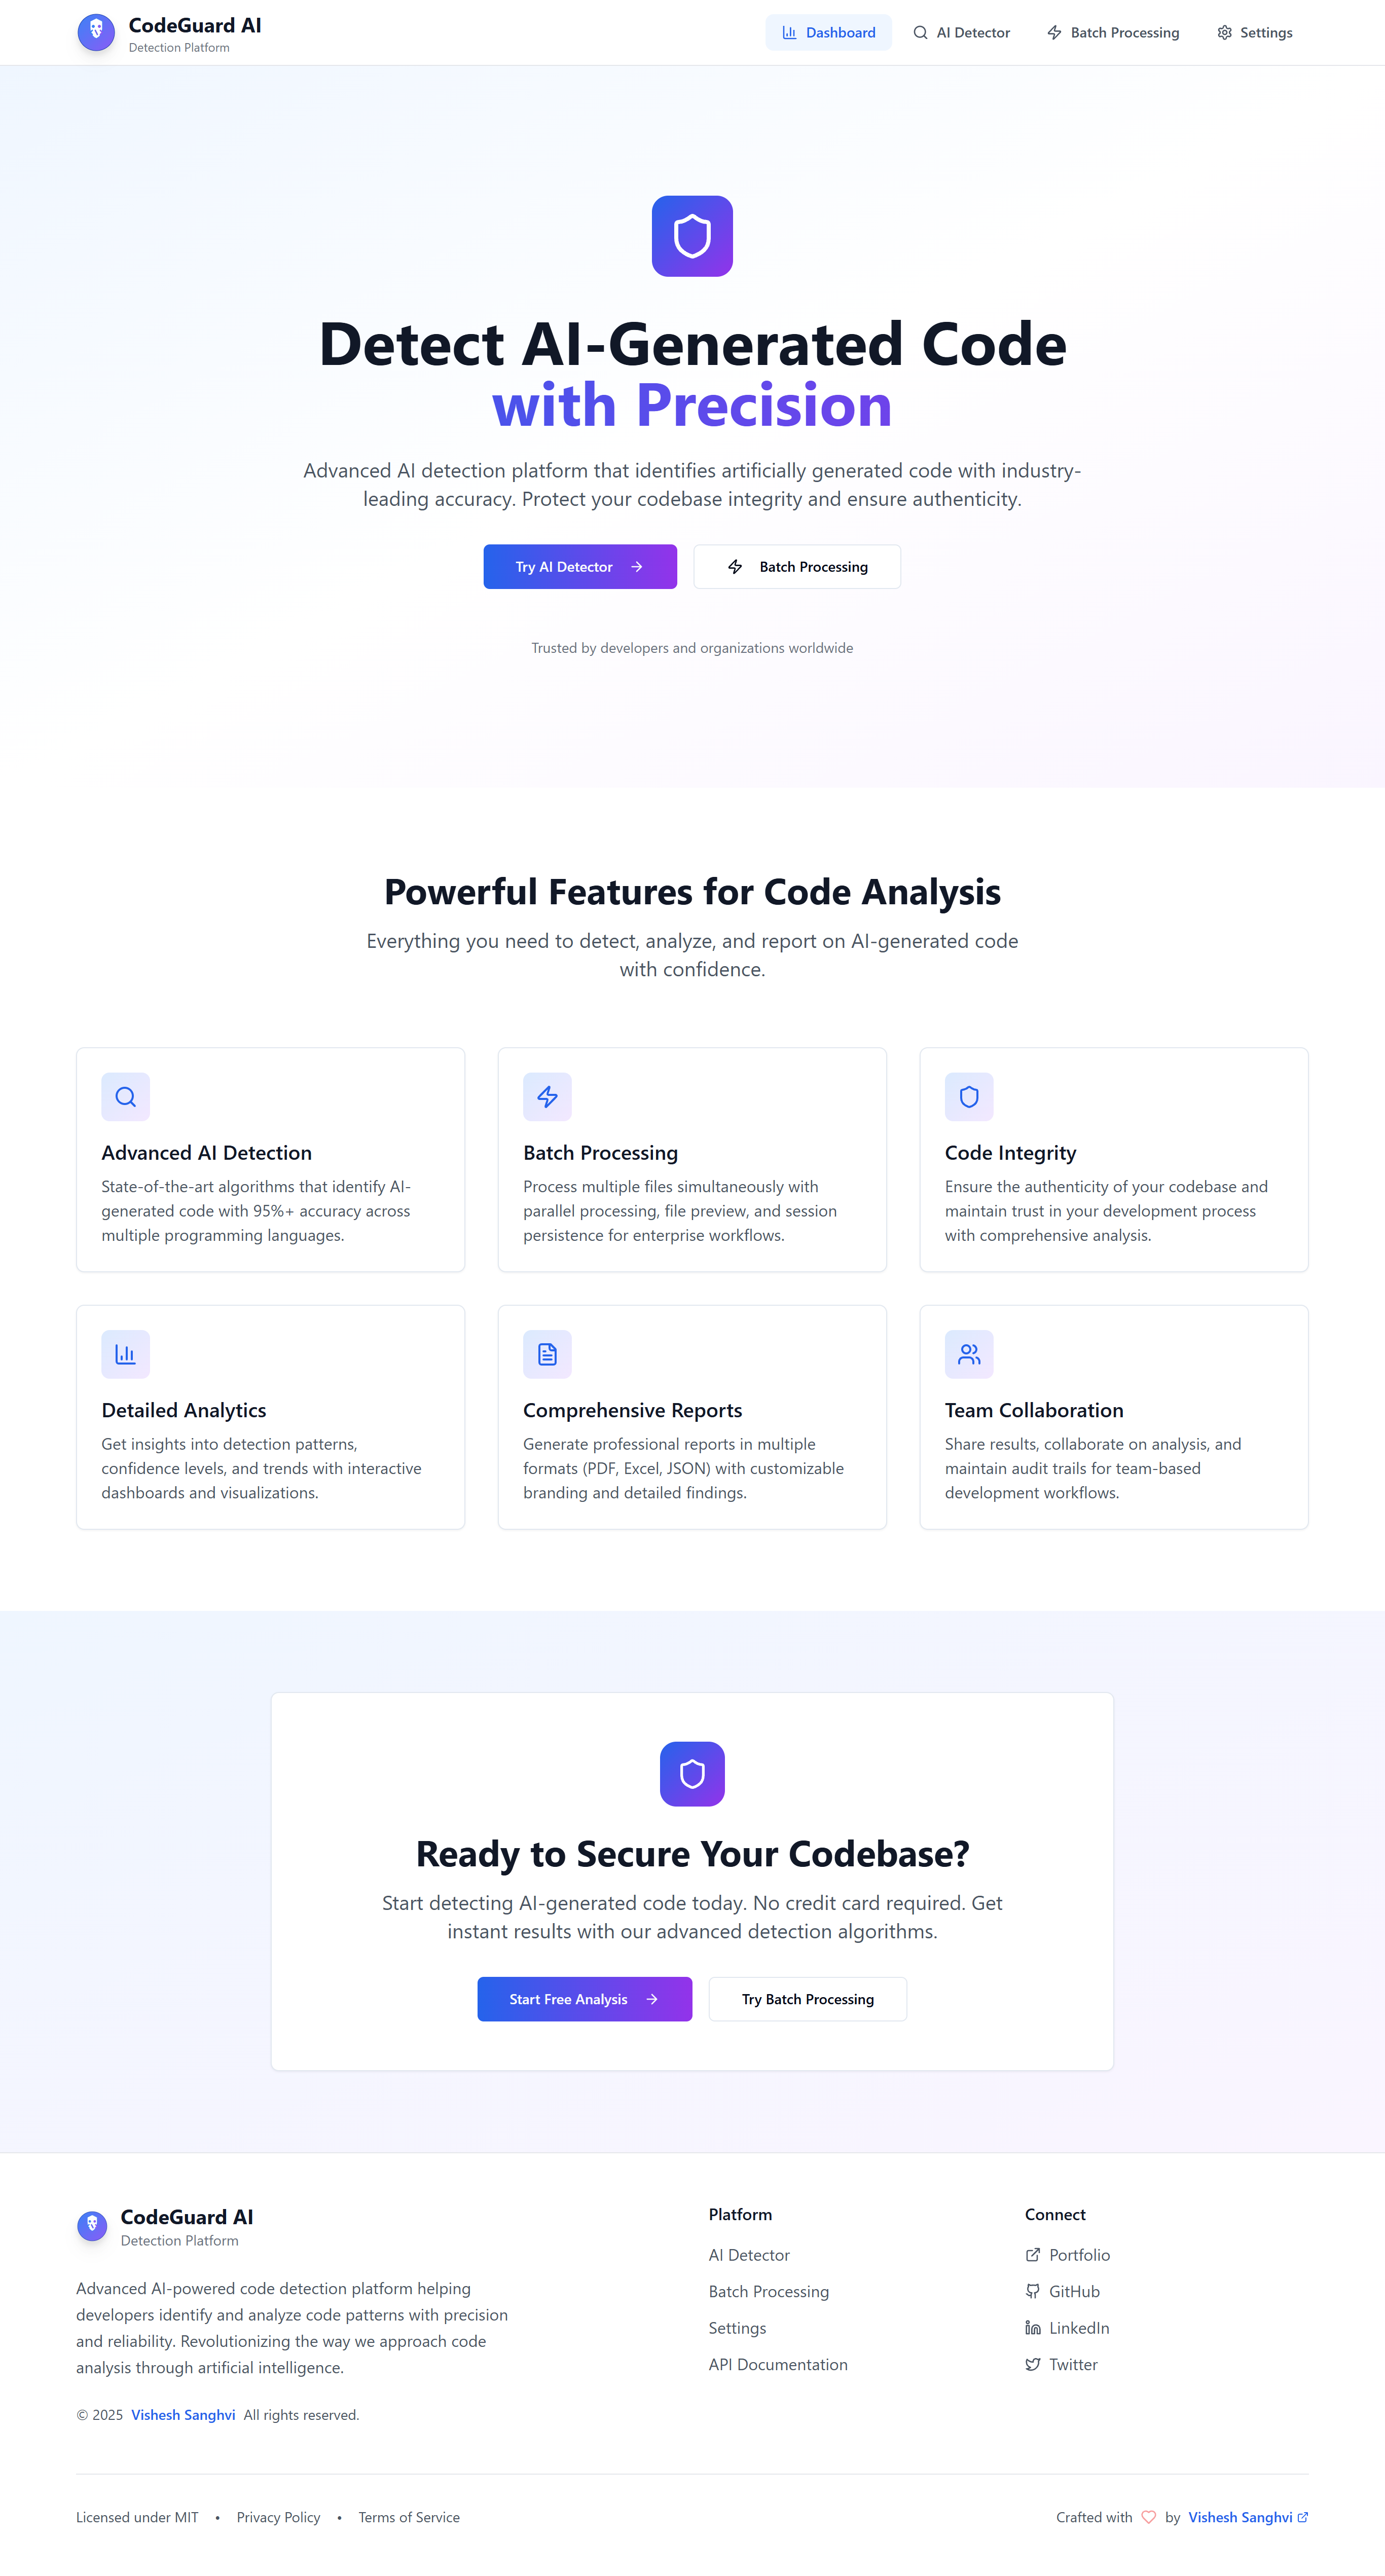 CodeGuard AI
Detection Platform
Dashboard
AI Detector
Batch Processing
Settings
Detect AI-Generated Code
with Precision
Advanced AI detection platform that identifies artificially generated code with industry-
leading accuracy. Protect your codebase integrity and ensure authenticity.
Try AI Detector
Batch Processing
Trusted by developers and organizations worldwide
Powerful Features for Code Analysis
Everything you need to detect, analyze, and report on AI-generated code
with confidence.
Advanced AI Detection
State-of-the-art algorithms that identify AI-
generated code with 95%+ accuracy across
multiple programming languages.
Batch Processing
Process multiple files simultaneously with
parallel processing, file preview, and session
persistence for enterprise workflows.
Code Integrity
Ensure the authenticity of your codebase and
maintain trust in your development process
with comprehensive analysis.
Detailed Analytics
Get insights into detection patterns,
confidence levels, and trends with interactive
dashboards and visualizations.
Comprehensive Reports
Generate professional reports in multiple
formats (PDF, Excel, JSON) with customizable
branding and detailed findings.
Team Collaboration
Share results, collaborate on analysis, and
maintain audit trails for team-based
development workflows.
Ready to Secure Your Codebase?
Start detecting AI-generated code today. No credit card required. Get
instant results with our advanced detection algorithms.
Start Free Analysis
Try Batch Processing
CodeGuard AI
Detection Platform
Advanced AI-powered code detection platform helping
developers identify and analyze code patterns with precision
and reliability. Revolutionizing the way we approach code
analysis through artificial intelligence.
© 2025 Vishesh Sanghvi All rights reserved.
Platform
AI Detector
Batch Processing
Settings
API Documentation
Connect
Portfolio
GitHub
LinkedIn
Twitter
Licensed under MIT • Privacy Policy • Terms of Service
Crafted with by Vishesh Sanghvi